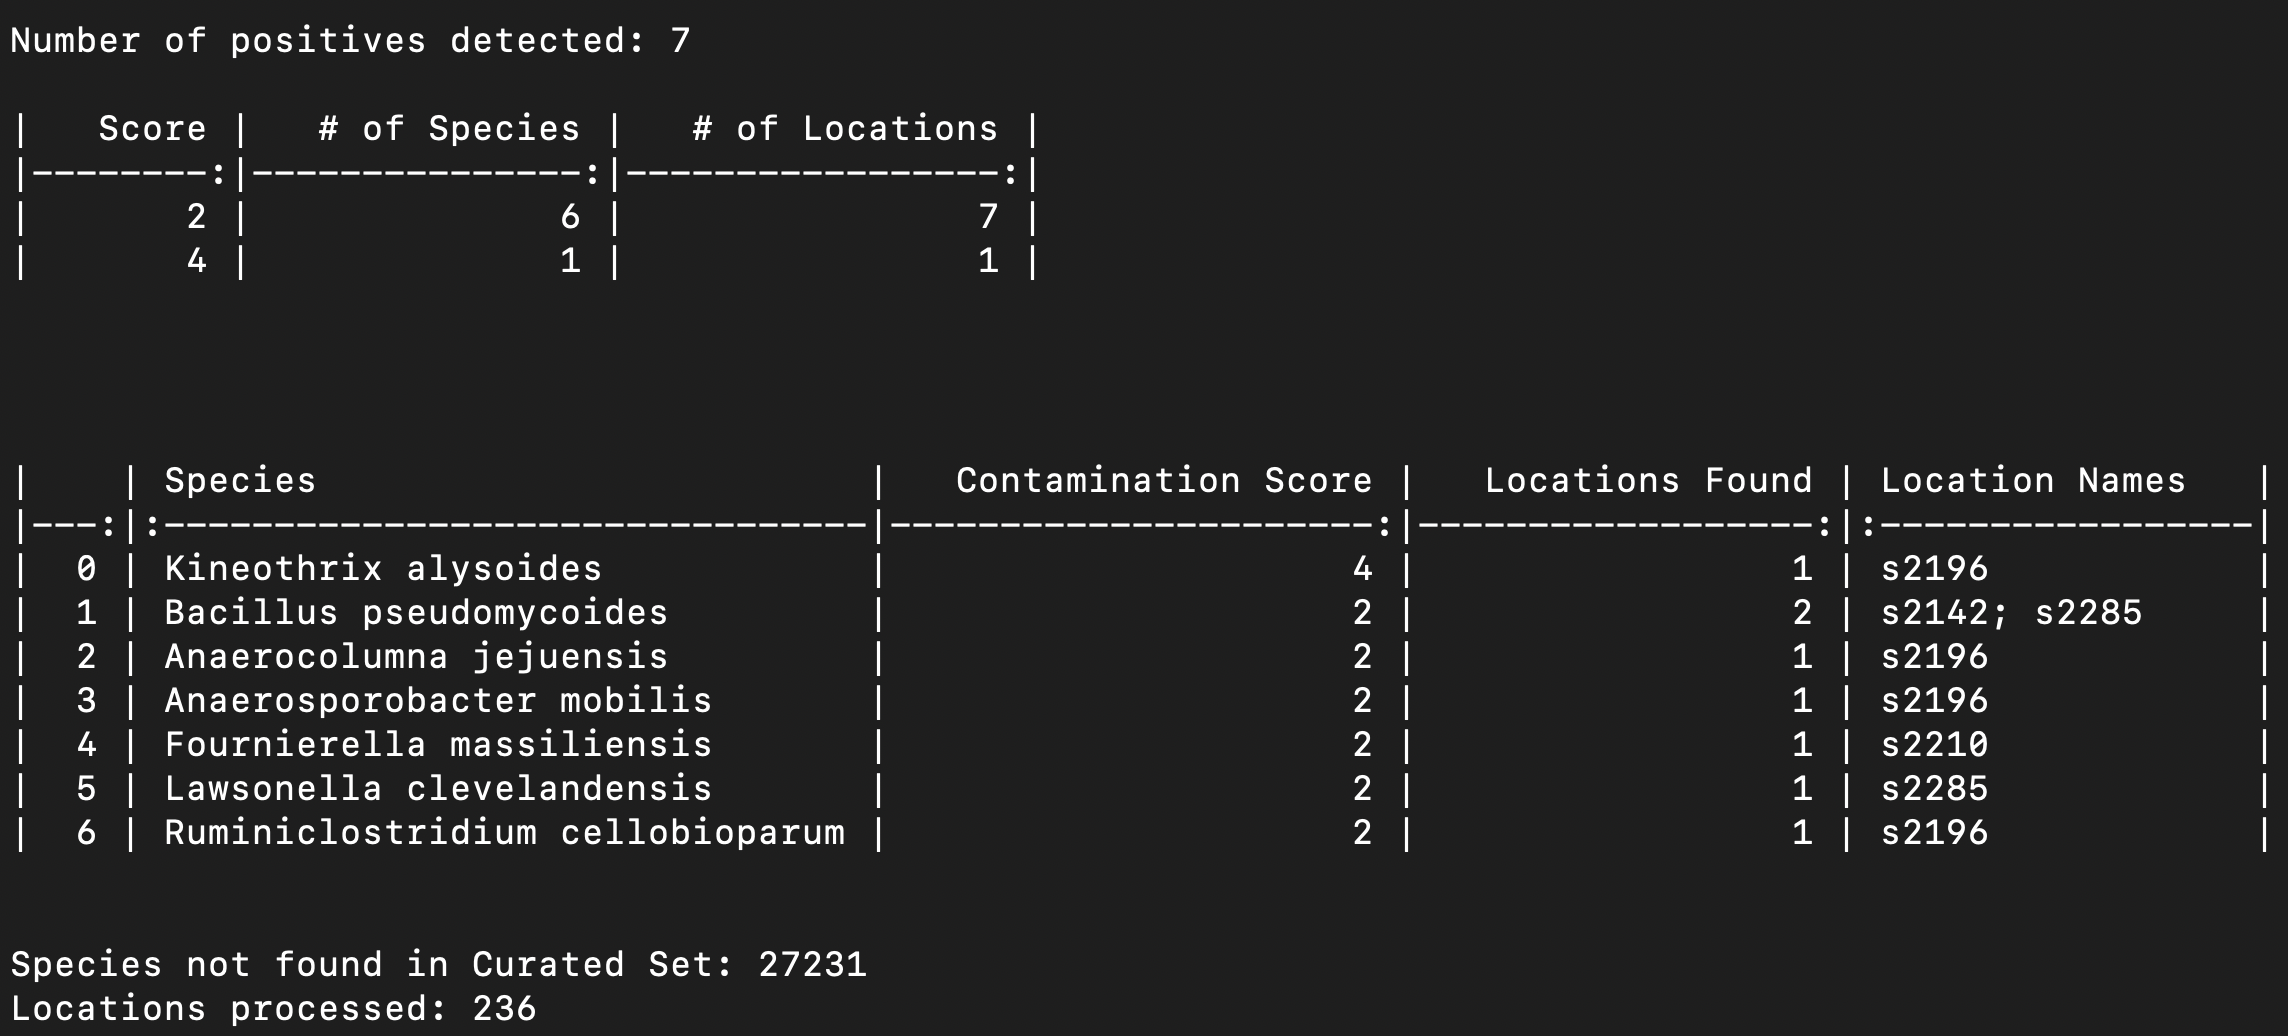 Number of positives detected: 7
|   Score |   # of Species |   # of Locations |
|--------:|---------------:|-----------------:|
|       2 |              6 |                7 |
|       4 |              1 |                1 |
|    | Species                        |   Contamination Score |   Locations Found | Location Names   |
|---:|:-------------------------------|----------------------:|------------------:|:-----------------|
|  0 | Kineothrix alysoides           |                     4 |                 1 | s2196            |
|  1 | Bacillus pseudomycoides        |                     2 |                 2 | s2142; s2285     |
|  2 | Anaerocolumna jejuensis        |                     2 |                 1 | s2196            |
|  3 | Anaerosporobacter mobilis      |                     2 |                 1 | s2196            |
|  4 | Fournierella massiliensis      |                     2 |                 1 | s2210            |
|  5 | Lawsonella clevelandensis      |                     2 |                 1 | s2285            |
|  6 | Ruminiclostridium cellobioparum |                     2 |                 1 | s2196            |
Species not found in Curated Set: 27231
Locations processed: 236